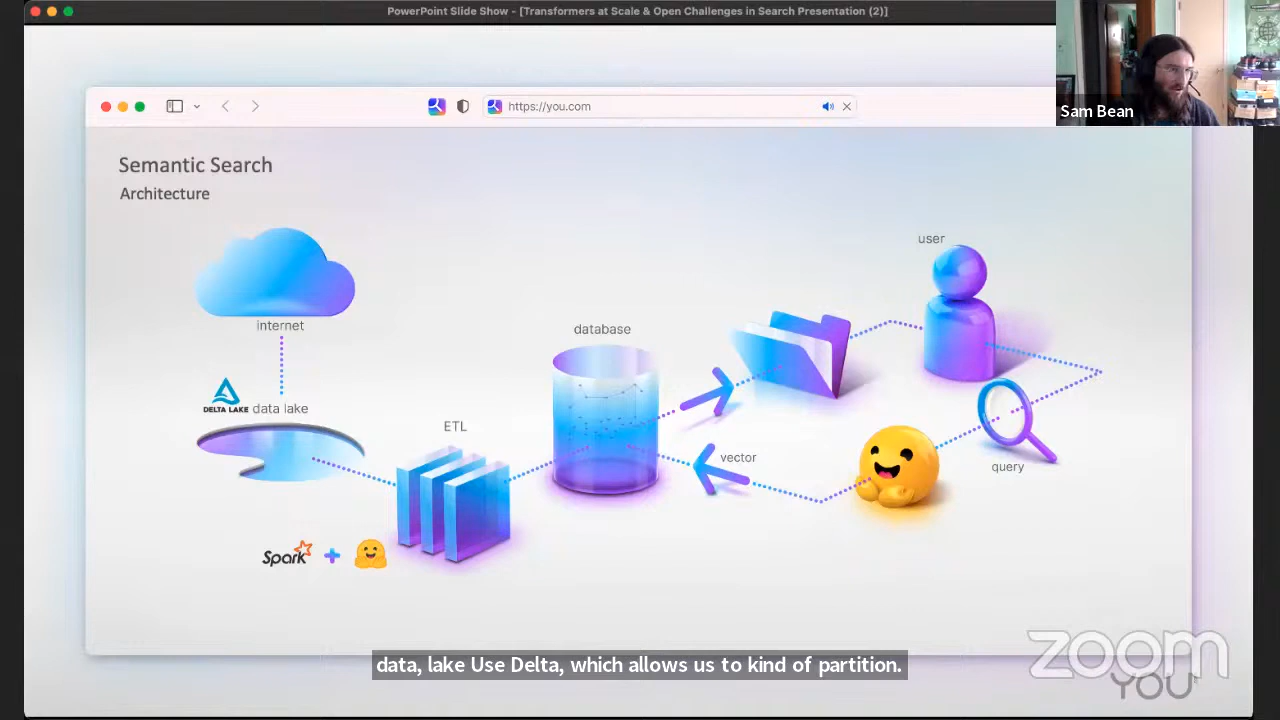 PowerPoint Slide Show - [Transformers at Scale & Open Challenges in Search Presentation (2)]
Sam Bean
https://you.com
Semantic Search
Architecture
user
internet
database
DELTA LAKE data lake
ETL
vector
query
Spark
data, lake Use Delta, which allows us to kind of partition.
zoom
YOU